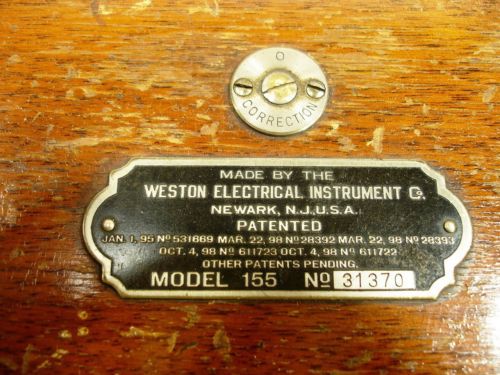 0
CORRECTION
MADE BY THE
WESTON ELECTRICAL INSTRUMENT Co.
NEWARK, N.J.,U.S.A.
PATENTED
JAN. 1, 95 No 531669 MAR. 22, 98 No 28392 MAR. 22, 98 No 28393
OCT. 4, 98 No 611723 OCT. 4, 98 No 611722
OTHER PATENTS PENDING.
MODEL 155 No 31370